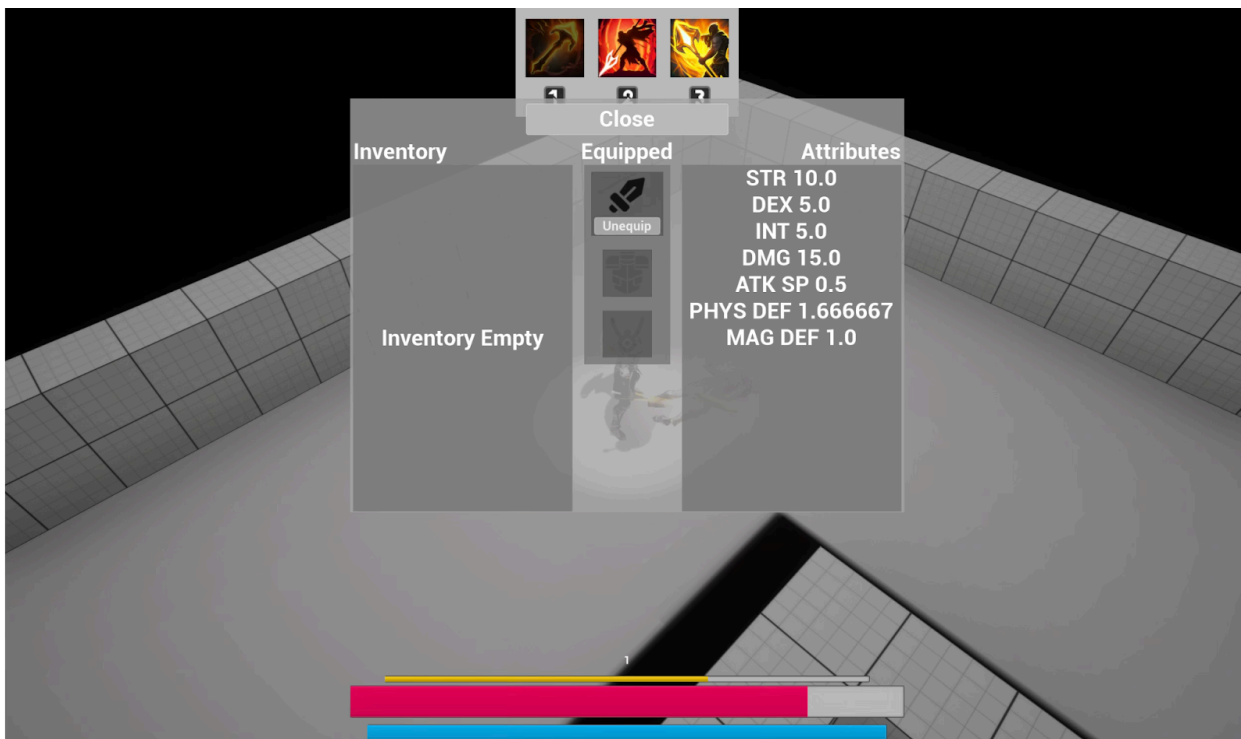 1 2 3
Close
Inventory
Equipped
Attributes
Unequip
Inventory Empty
STR 10.0
DEX 5.0
INT 5.0
DMG 15.0
ATK SP 0.5
PHYS DEF 1.666667
MAG DEF 1.0
1